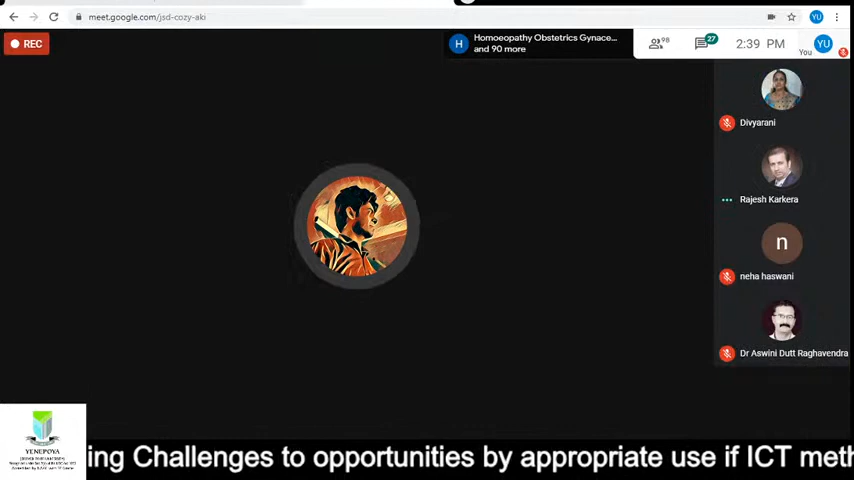 meet.google.com/jsd-cozy-aki
YU
REC
H
Homoeopathy Obstetrics Gynace...
and 90 more
98
27
2:39 PM
You
YU
Divyarani
Rajesh Karkera
n
neha haswani
Dr Aswini Dutt Raghavendra
YENEPOYA
ing Challenges to opportunities by appropriate use if ICT meth